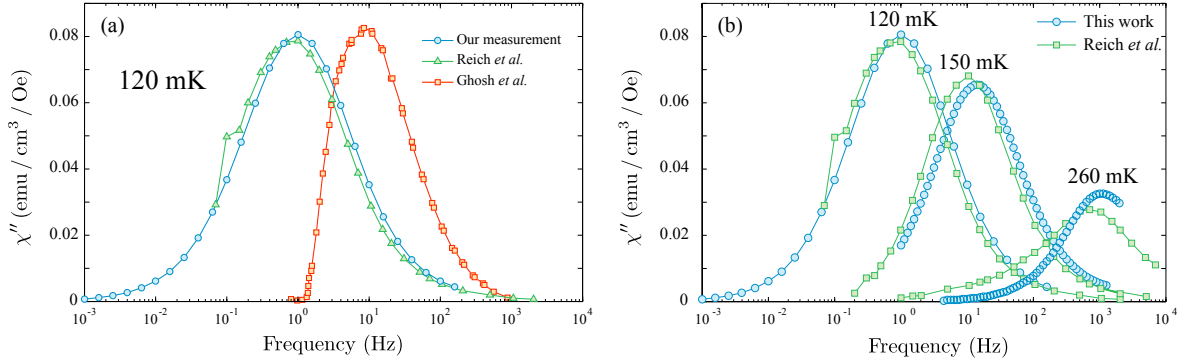 (a)
120 mK
Our measurement
Reich et al.
Ghosh et al.
χ″ (emu / cm³ / Oe)
0.08
0.06
0.04
0.02
0
10⁻³ 10⁻² 10⁻¹ 10⁰ 10¹ 10² 10³ 10⁴
Frequency (Hz)
(b)
120 mK
150 mK
260 mK
This work
Reich et al.
χ″ (emu / cm³ / Oe)
0.08
0.06
0.04
0.02
0
10⁻³ 10⁻² 10⁻¹ 10⁰ 10¹ 10² 10³ 10⁴
Frequency (Hz)